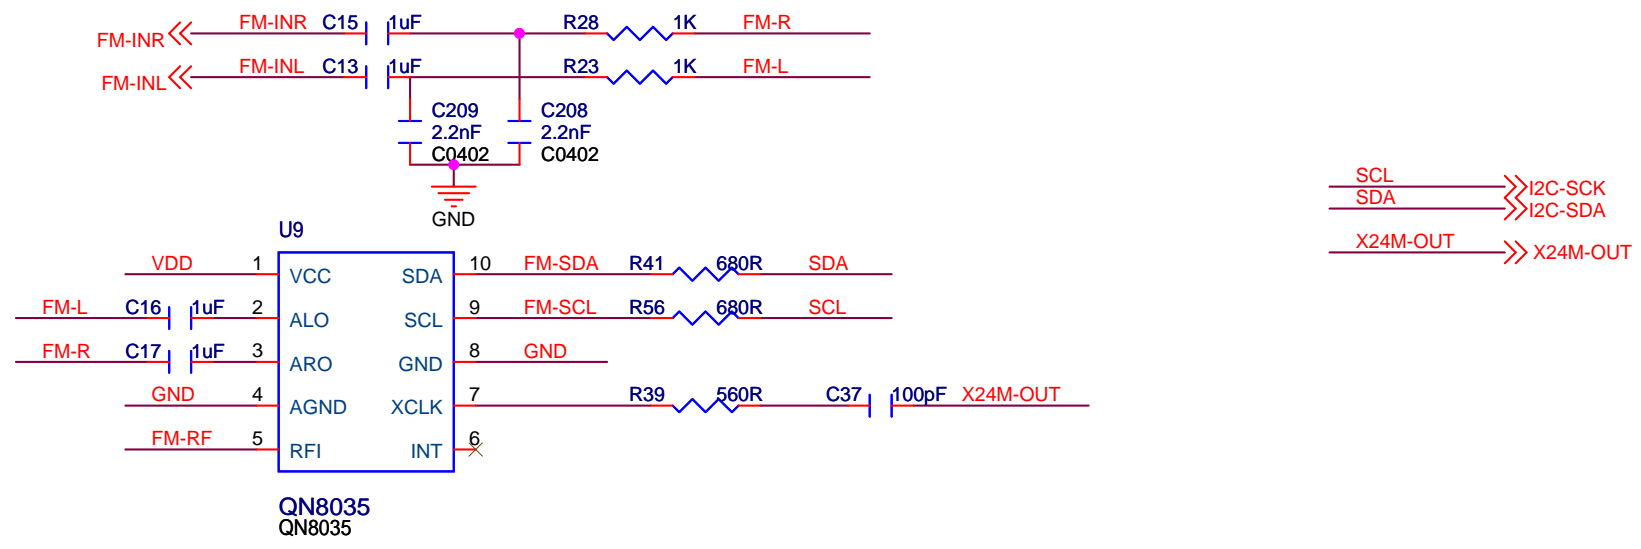 FM-INR FM-INR C15 1uF R28 1K FM-R
FM-INL FM-INL C13 1uF R23 1K FM-L
C209 C208
2.2nF 2.2nF
C0402 C0402
GND
SCL I2C-SCK
SDA I2C-SDA
X24M-OUT X24M-OUT
U9
VDD 1 VCC SDA 10 FM-SDA R41 680R SDA
FM-L C16 1uF 2 ALO SCL 9 FM-SCL R56 680R SCL
FM-R C17 1uF 3 ARO GND 8 GND
GND 4 AGND XCLK 7 R39 560R C37 100pF X24M-OUT
FM-RF 5 RFI INT 6
QN8035
QN8035